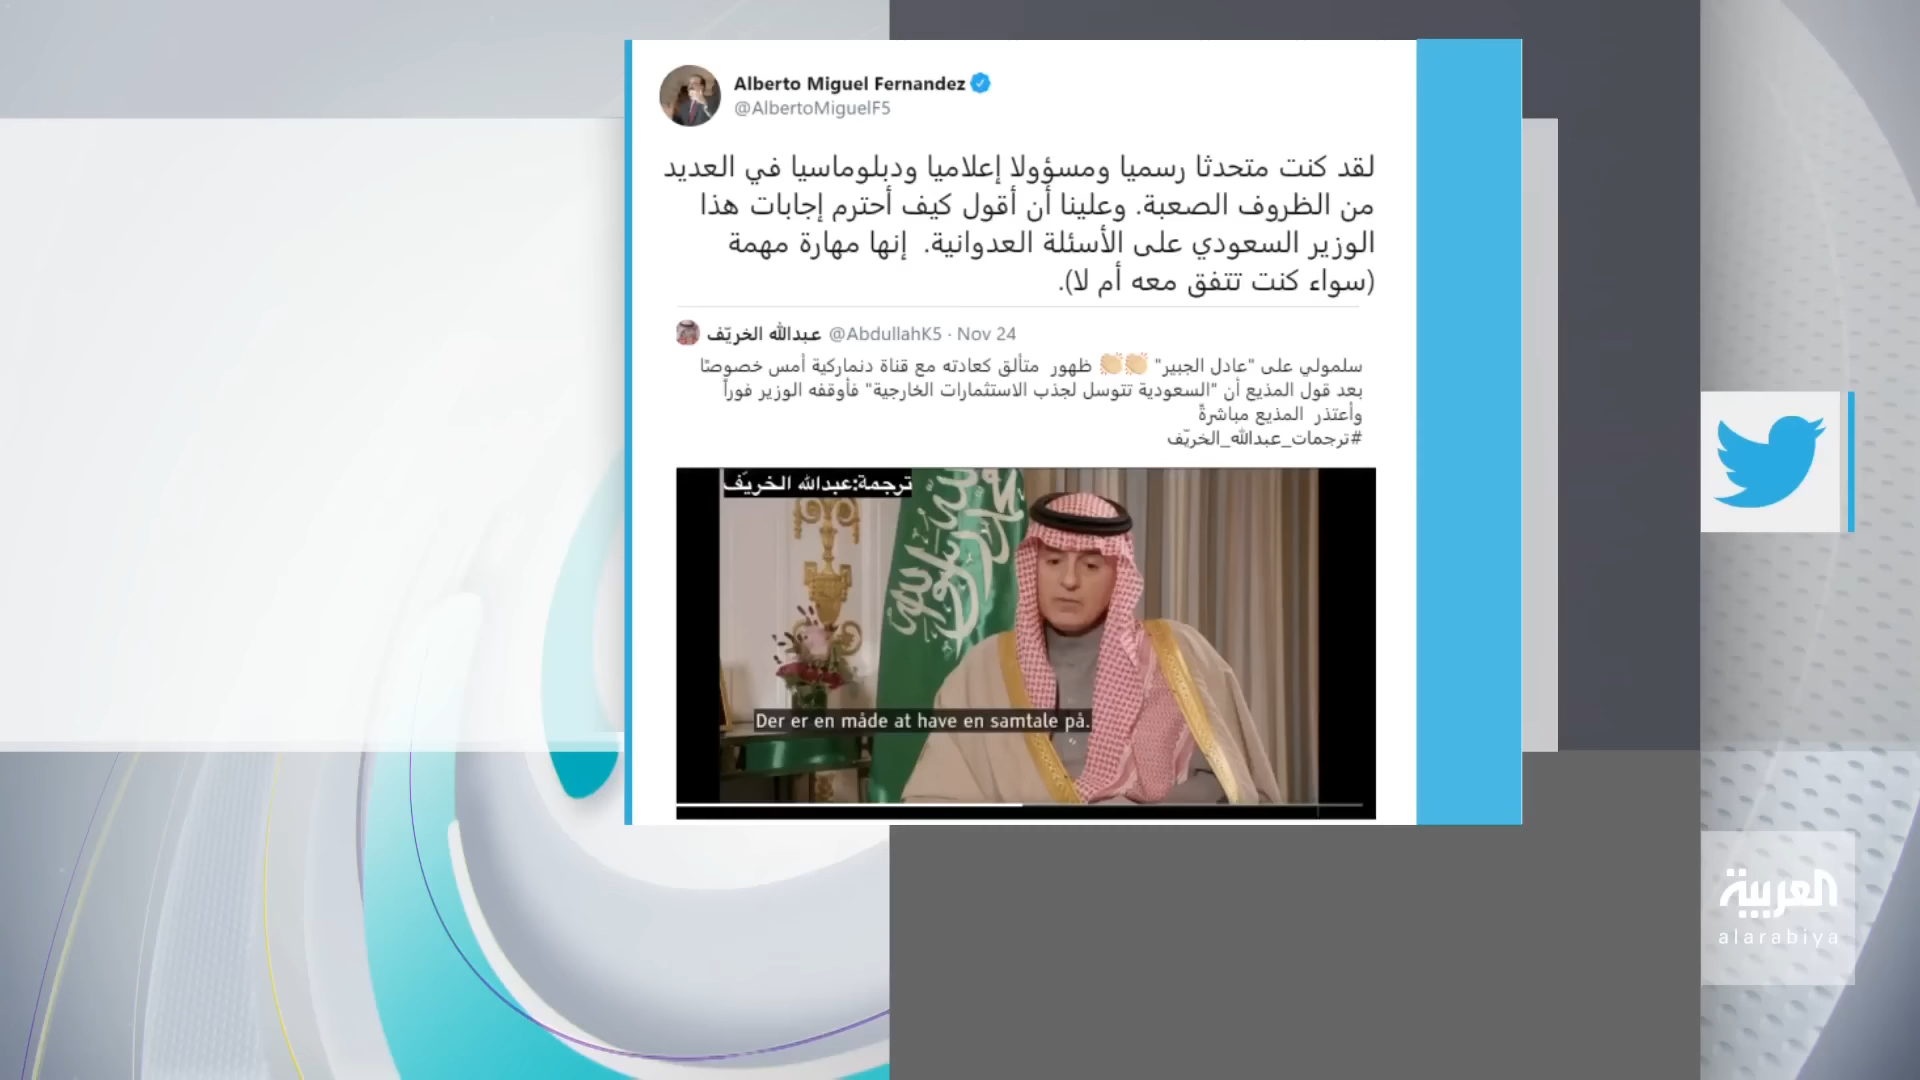 Alberto Miguel Fernandez
@AlbertoMiguelF5
لقد كنت متحدثا رسميا ومسؤولا إعلاميا ودبلوماسيا في العديد
من الظروف الصعبة. وعلينا أن أقول كيف أحترم إجابات هذا
الوزير السعودي على الأسئلة العدوانية. إنها مهارة مهمة
(سواء كنت تتفق معه أم لا).
عبدالله الخريّف @AbdullahK5 · Nov 24
سلمولي على "عادل الجبير" 👏🏼👏🏼 ظهور متألق كعادته مع قناة دنماركية أمس خصوصًا
بعد قول المذيع أن "السعودية تتوسل لجذب الاستثمارات الخارجية" فأوقفه الوزير فوراً
وأعتذر المذيع مباشرةً
#ترجمات_عبدالله_الخريّف
ترجمة:عبدالله الخريّف
Der er en måde at have en samtale på.
العربية
alarabiya